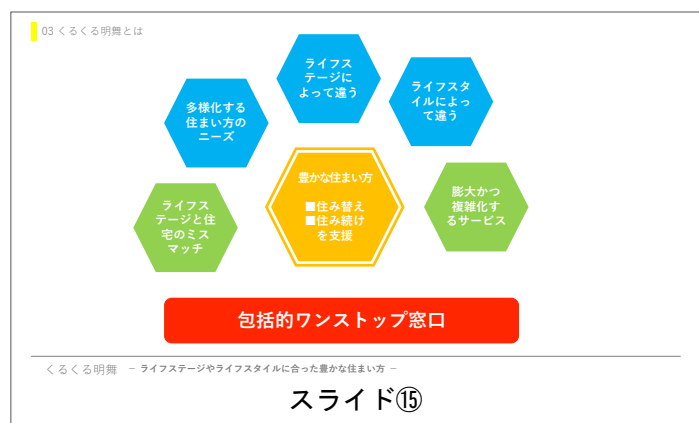 03 くるくる明舞とは
ライフス
テージに
よって違う
多様化する
住まい方の
ニーズ
ライフスタ
イルによっ
て違う
豊かな住まい方
■住み替え
■住み続け
を支援
ライフス
テージと住
宅のミス
マッチ
膨大かつ
複雑化す
るサービス
包括的ワンストップ窓口
くるくる明舞 － ライフステージやライフスタイルに合った豊かな住まい方 －
スライド⑮